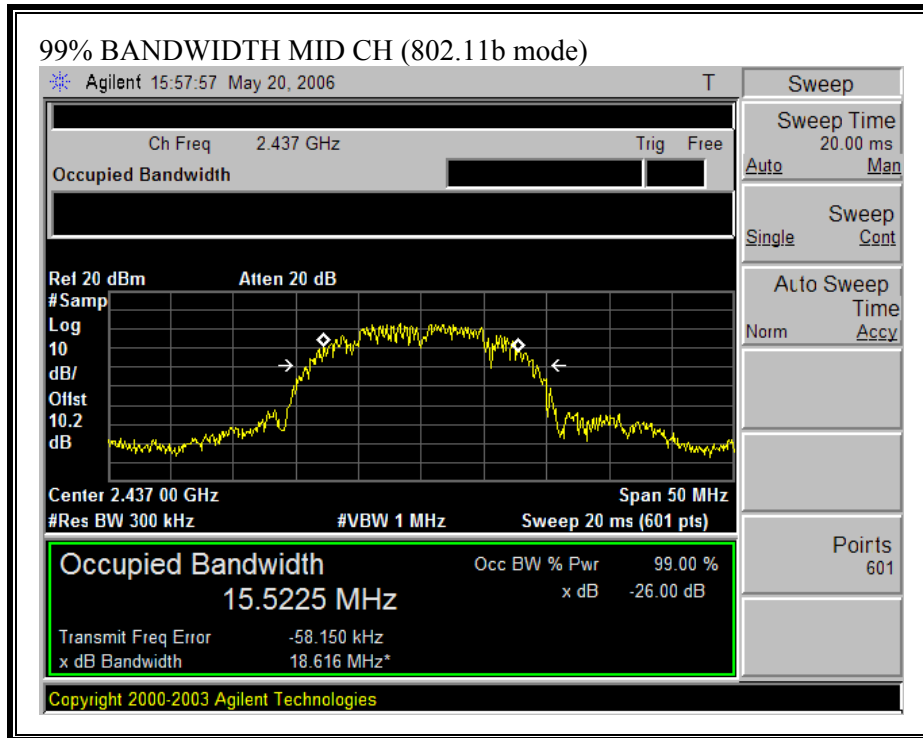 99% BANDWIDTH MID CH (802.11b mode)
Agilent 15:57:57 May 20, 2006 T
Sweep
Ch Freq 2.437 GHz Trig Free
Occupied Bandwidth
Sweep Time
20.00 ms
Auto Man
Sweep
Single Cont
Auto Sweep
Time
Norm Accy
Ref 20 dBm Atten 20 dB
#Samp
Log
10
dB/
Offst
10.2
dB
Center 2.437 00 GHz Span 50 MHz
#Res BW 300 kHz #VBW 1 MHz Sweep 20 ms (601 pts)
Points
601
Occupied Bandwidth Occ BW % Pwr 99.00 %
15.5225 MHz x dB -26.00 dB
Transmit Freq Error -58.150 kHz
x dB Bandwidth 18.616 MHz*
Copyright 2000-2003 Agilent Technologies